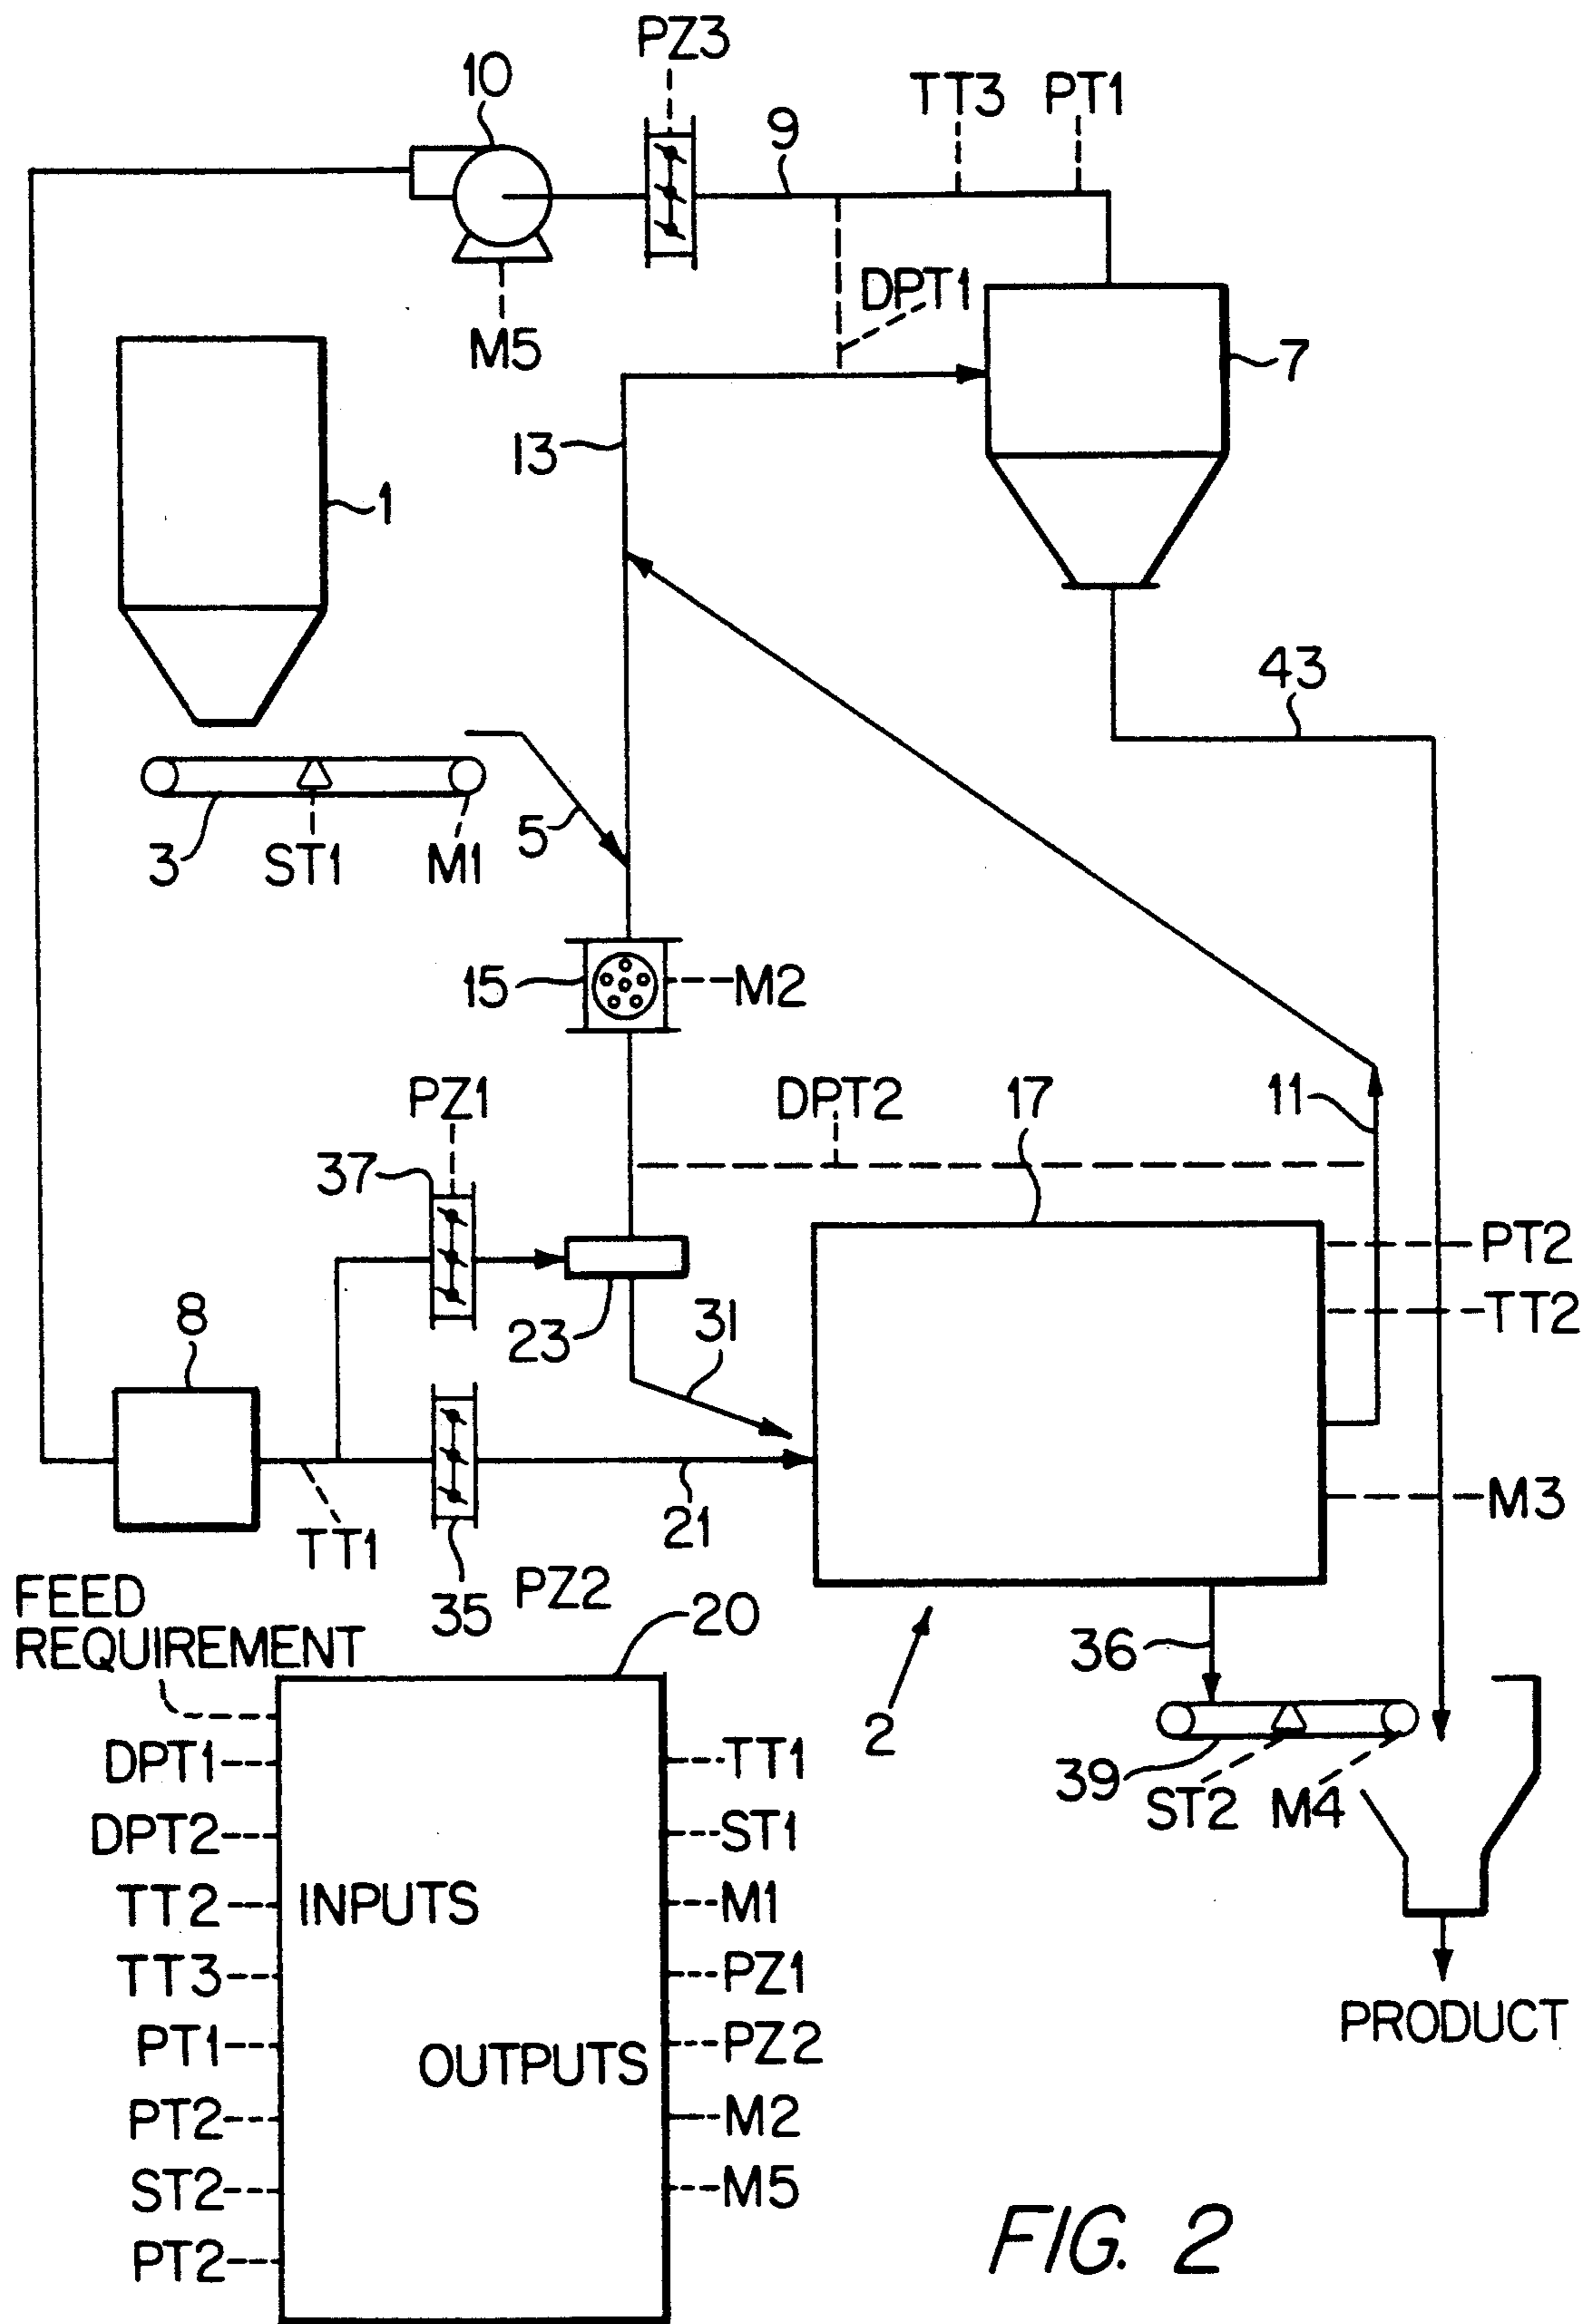 PZ3
10
TT3
PT1
9
DPT1
M5
7
13
1
43
5
3
ST1
M1
15
M2
PZ1
DPT2
17
11
37
PT2
8
23
31
TT2
M3
TT1
35
PZ2
21
FEED
REQUIREMENT
20
36
2
39
ST2
M4
DPT1
TT1
DPT2
ST1
TT2
INPUTS
M1
TT3
PZ1
PT1
OUTPUTS
PZ2
PT2
M2
ST2
M5
PT2
PRODUCT
FIG. 2